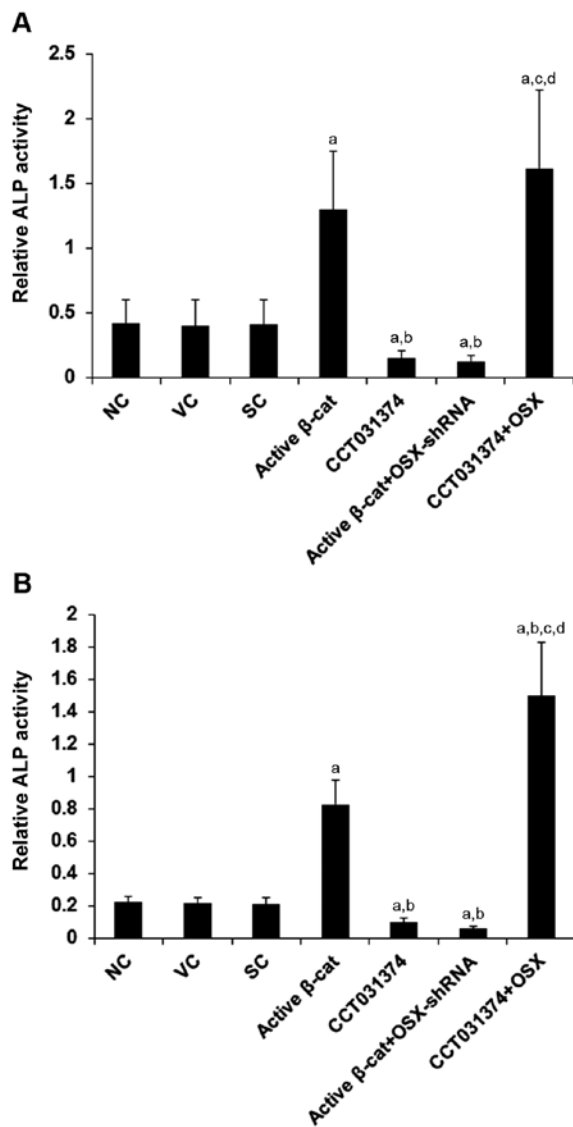 A
Relative ALP activity
2.5
2
1.5
1
0.5
0
a
a,b
a,b
a,c,d
NC
VC
SC
Active β-cat
CCT031374
Active β-cat+OSX-shRNA
CCT031374+OSX
B
Relative ALP activity
2
1.8
1.6
1.4
1.2
1
0.8
0.6
0.4
0.2
0
a
a,b
a,b
a,b,c,d
NC
VC
SC
Active β-cat
CCT031374
Active β-cat+OSX-shRNA
CCT031374+OSX